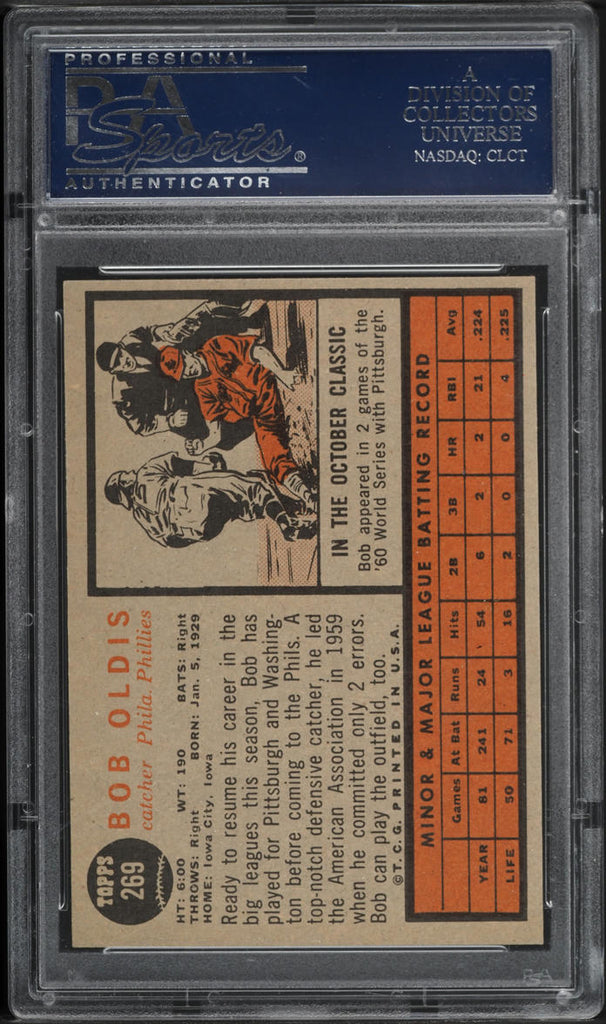 PROFESSIONAL
PSA
Sports®
AUTHENTICATOR
A
DIVISION OF
COLLECTORS
UNIVERSE
NASDAQ: CLCT
TOPPS
269
BOB OLDIS
catcher Phila. Phillies
HT: 6:00 WT: 190 BATS: Right
THROWS: Right BORN: Jan. 5, 1929
HOME: Iowa City, Iowa
Ready to resume his career in the
big leagues this season, Bob has
played for Pittsburgh and Washing-
ton before coming to the Phils. A
top-notch defensive catcher, he led
the American Association in 1959
when he committed only 2 errors.
Bob can play the outfield, too.
©T.C.G. PRINTED IN U.S.A.
IN THE OCTOBER CLASSIC
Bob appeared in 2 games of the
'60 World Series with Pittsburgh.
MINOR & MAJOR LEAGUE BATTING RECORD
Games At Bat Runs Hits 2B 3B HR RBI Avg
YEAR 81 241 24 54 6 2 2 21 .224
LIFE 50 71 3 16 2 0 0 4 .225
PSA